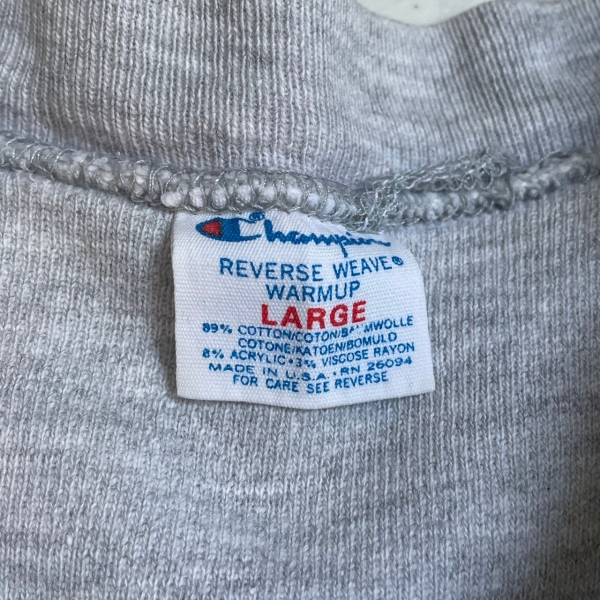 Champion
REVERSE WEAVE®
WARMUP
LARGE
89% COTTON/COTON/BAUMWOLLE
COTONE/KATOEN/BOMULD
8% ACRYLIC • 3% VISCOSE RAYON
MADE IN U.S.A. • RN 26094
FOR CARE SEE REVERSE